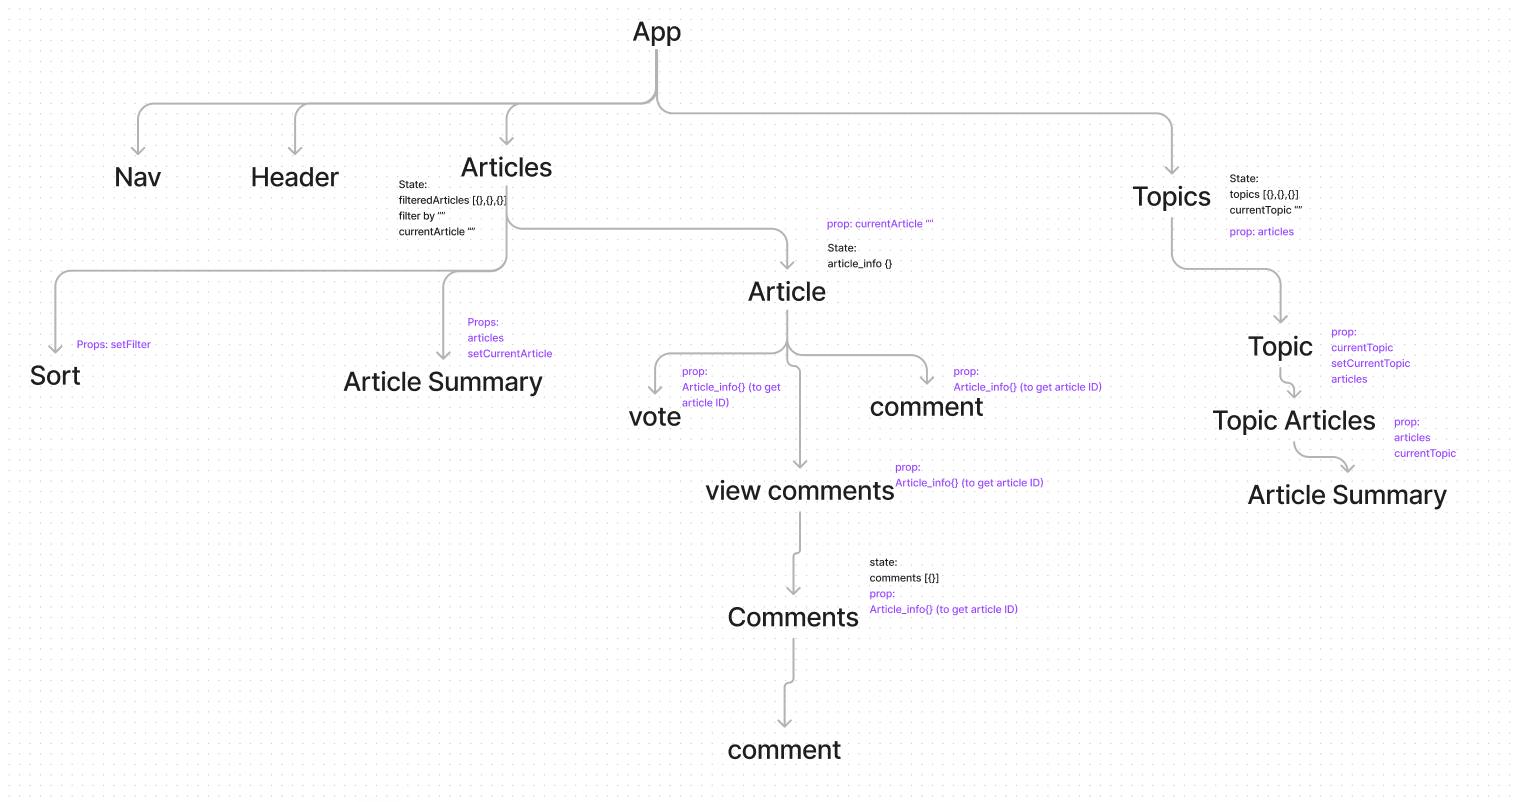 App
Nav
Header
Articles
State:
filteredArticles [{},{},{}]
filter by “”
currentArticle “”
Topics
State:
topics [{},{},{}]
currentTopic “”
prop: articles
prop: currentArticle “”
State:
article_info {}
Article
Props: setFilter
Sort
Props:
articles
setCurrentArticle
Article Summary
prop:
Article_info{} (to get
article ID)
vote
prop:
Article_info{} (to get article ID)
comment
prop:
currentTopic
setCurrentTopic
articles
Topic
Topic Articles
prop:
articles
currentTopic
Article Summary
prop:
Article_info{} (to get article ID)
view comments
state:
comments [{}]
prop:
Article_info{} (to get article ID)
Comments
comment